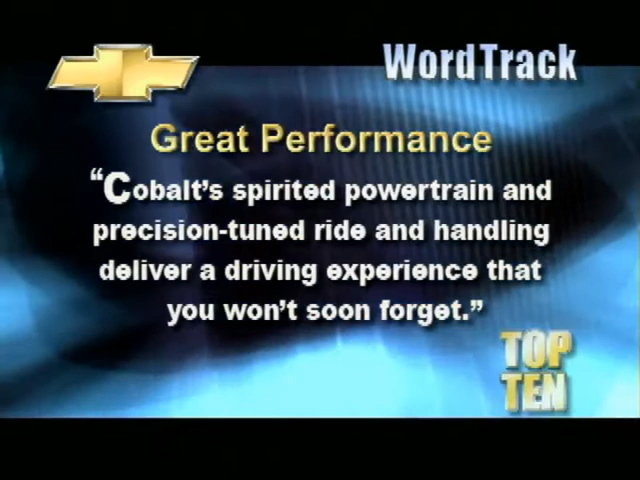 WordTrack
Great Performance
“Cobalt’s spirited powertrain and
precision-tuned ride and handling
deliver a driving experience that
you won’t soon forget.”
TOP
TEN